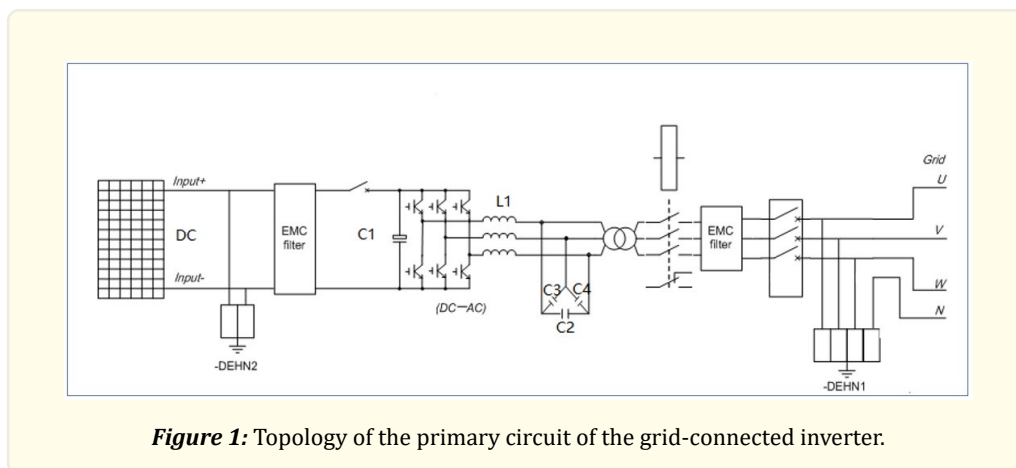 Grid
Input+
U
L1
DC
EMC
filter
C1
EMC
filter
V
Input-
C3
C4
W
(DC—AC)
C2
N
-DEHN2
-DEHN1
Figure 1: Topology of the primary circuit of the grid-connected inverter.